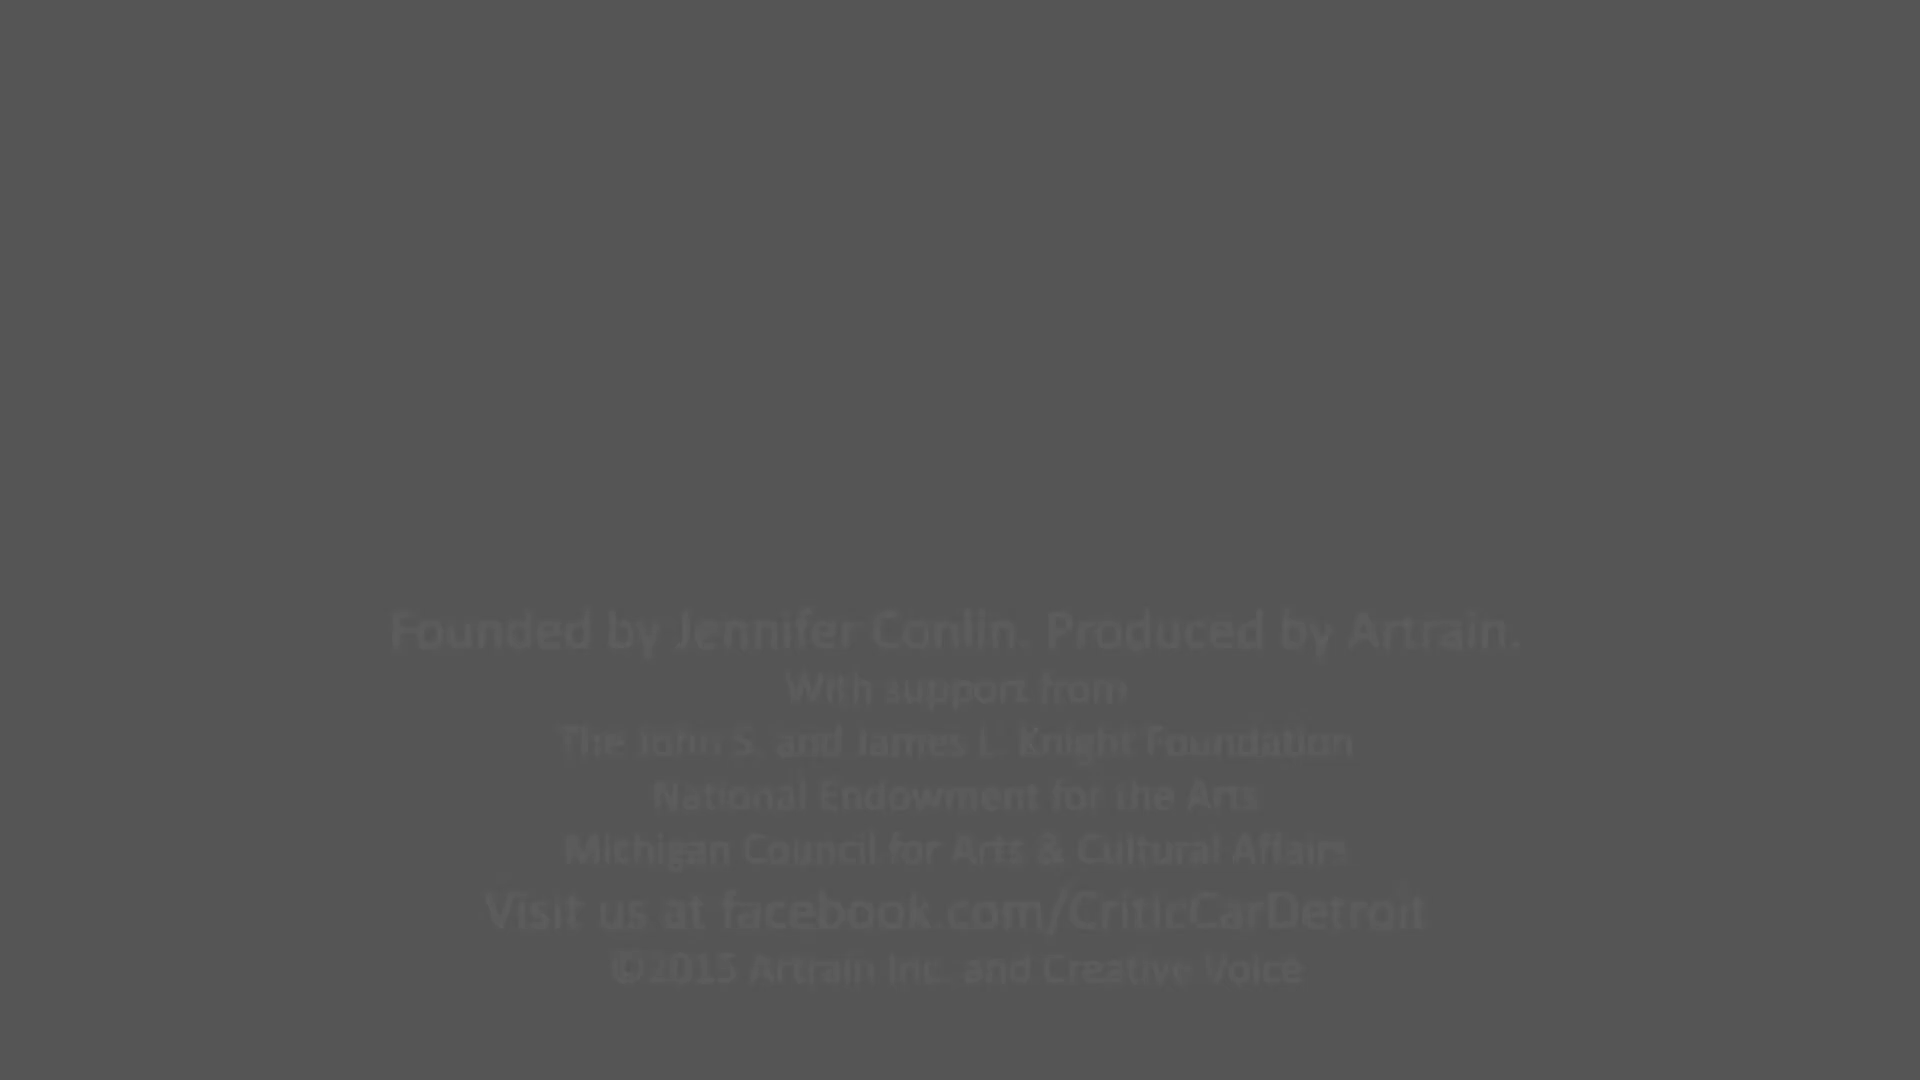 Founded by Jennifer Conlin. Produced by Artrain.
With support from
The John S. and James L. Knight Foundation
National Endowment for the Arts
Michigan Council for Arts & Cultural Affairs
Visit us at facebook.com/CriticCarDetroit
©2015 Artrain Inc. and Creative Voice